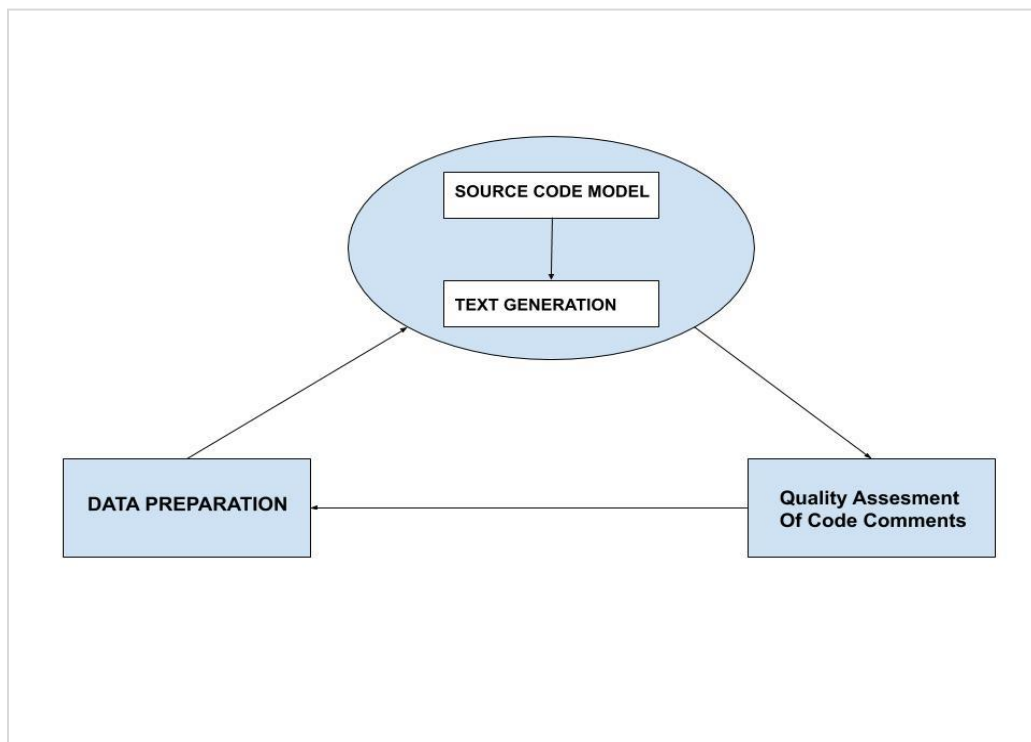 SOURCE CODE MODEL
TEXT GENERATION
DATA PREPARATION
Quality Assesment
Of Code Comments